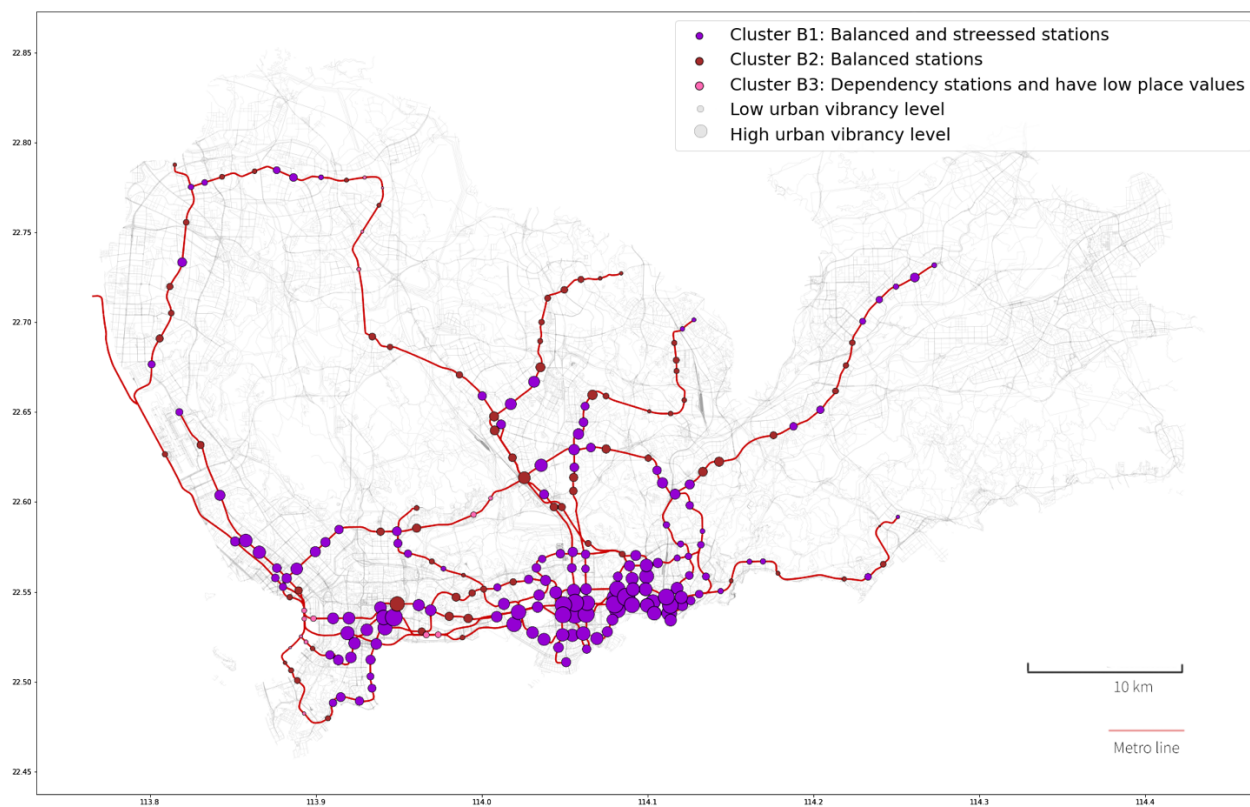 Cluster B1: Balanced and streessed stations
Cluster B2: Balanced stations
Cluster B3: Dependency stations and have low place values
Low urban vibrancy level
High urban vibrancy level
22.85
22.80
22.75
22.70
22.65
22.60
22.55
22.50
22.45
10 km
Metro line
113.8 113.9 114.0 114.1 114.2 114.3 114.4